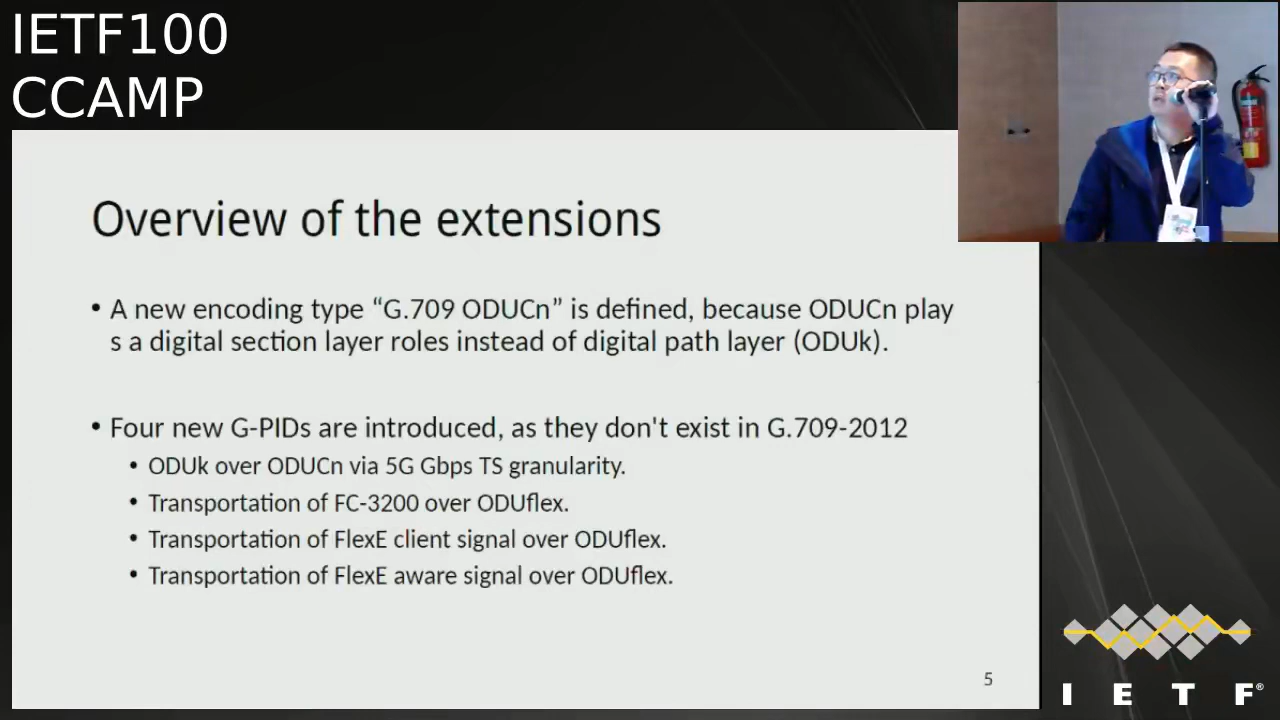 IETF100
CCAMP
Overview of the extensions
• A new encoding type “G.709 ODUCn” is defined, because ODUCn play
s a digital section layer roles instead of digital path layer (ODUk).
• Four new G-PIDs are introduced, as they don't exist in G.709-2012
• ODUk over ODUCn via 5G Gbps TS granularity.
• Transportation of FC-3200 over ODUflex.
• Transportation of FlexE client signal over ODUflex.
• Transportation of FlexE aware signal over ODUflex.
5
I E T F®